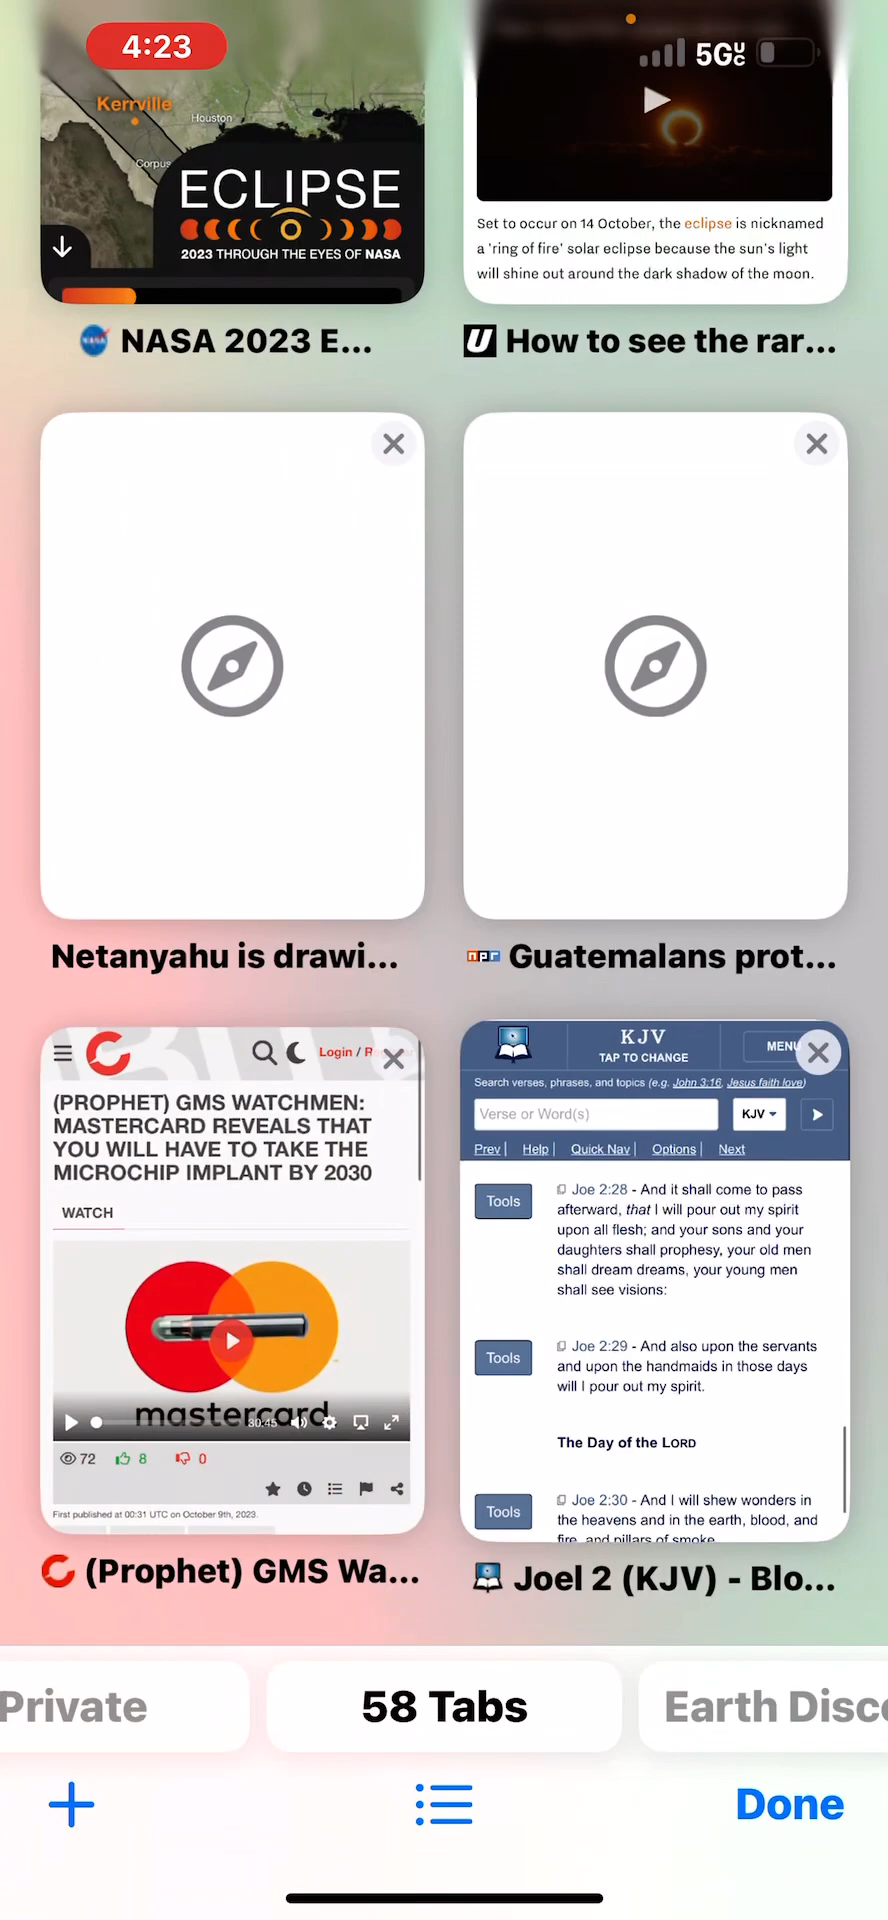 4:23
5GUC
Kerrville
Houston
Corpus
ECLIPSE
2023 THROUGH THE EYES OF NASA
Set to occur on 14 October, the eclipse is nicknamed
a 'ring of fire' solar eclipse because the sun's light
will shine out around the dark shadow of the moon.
NASA 2023 E...
U How to see the rar...
Netanyahu is drawi...
npr Guatemalans prot...
Login / R
(PROPHET) GMS WATCHMEN:
MASTERCARD REVEALS THAT
YOU WILL HAVE TO TAKE THE
MICROCHIP IMPLANT BY 2030
WATCH
mastercard
30:45
72 8 0
First published at 00:31 UTC on October 9th, 2023.
(Prophet) GMS Wa...
KJV
TAP TO CHANGE
MENU
Search verses, phrases, and topics (e.g. John 3:16, Jesus faith love)
Verse or Word(s)
KJV
Prev | Help | Quick Nav | Options | Next
Tools
Joe 2:28 - And it shall come to pass
afterward, that I will pour out my spirit
upon all flesh; and your sons and your
daughters shall prophesy, your old men
shall dream dreams, your young men
shall see visions:
Tools
Joe 2:29 - And also upon the servants
and upon the handmaids in those days
will I pour out my spirit.
The Day of the LORD
Tools
Joe 2:30 - And I will shew wonders in
the heavens and in the earth, blood, and
fire, and pillars of smoke
Joel 2 (KJV) - Blo...
Private
58 Tabs
Earth Disc
Done